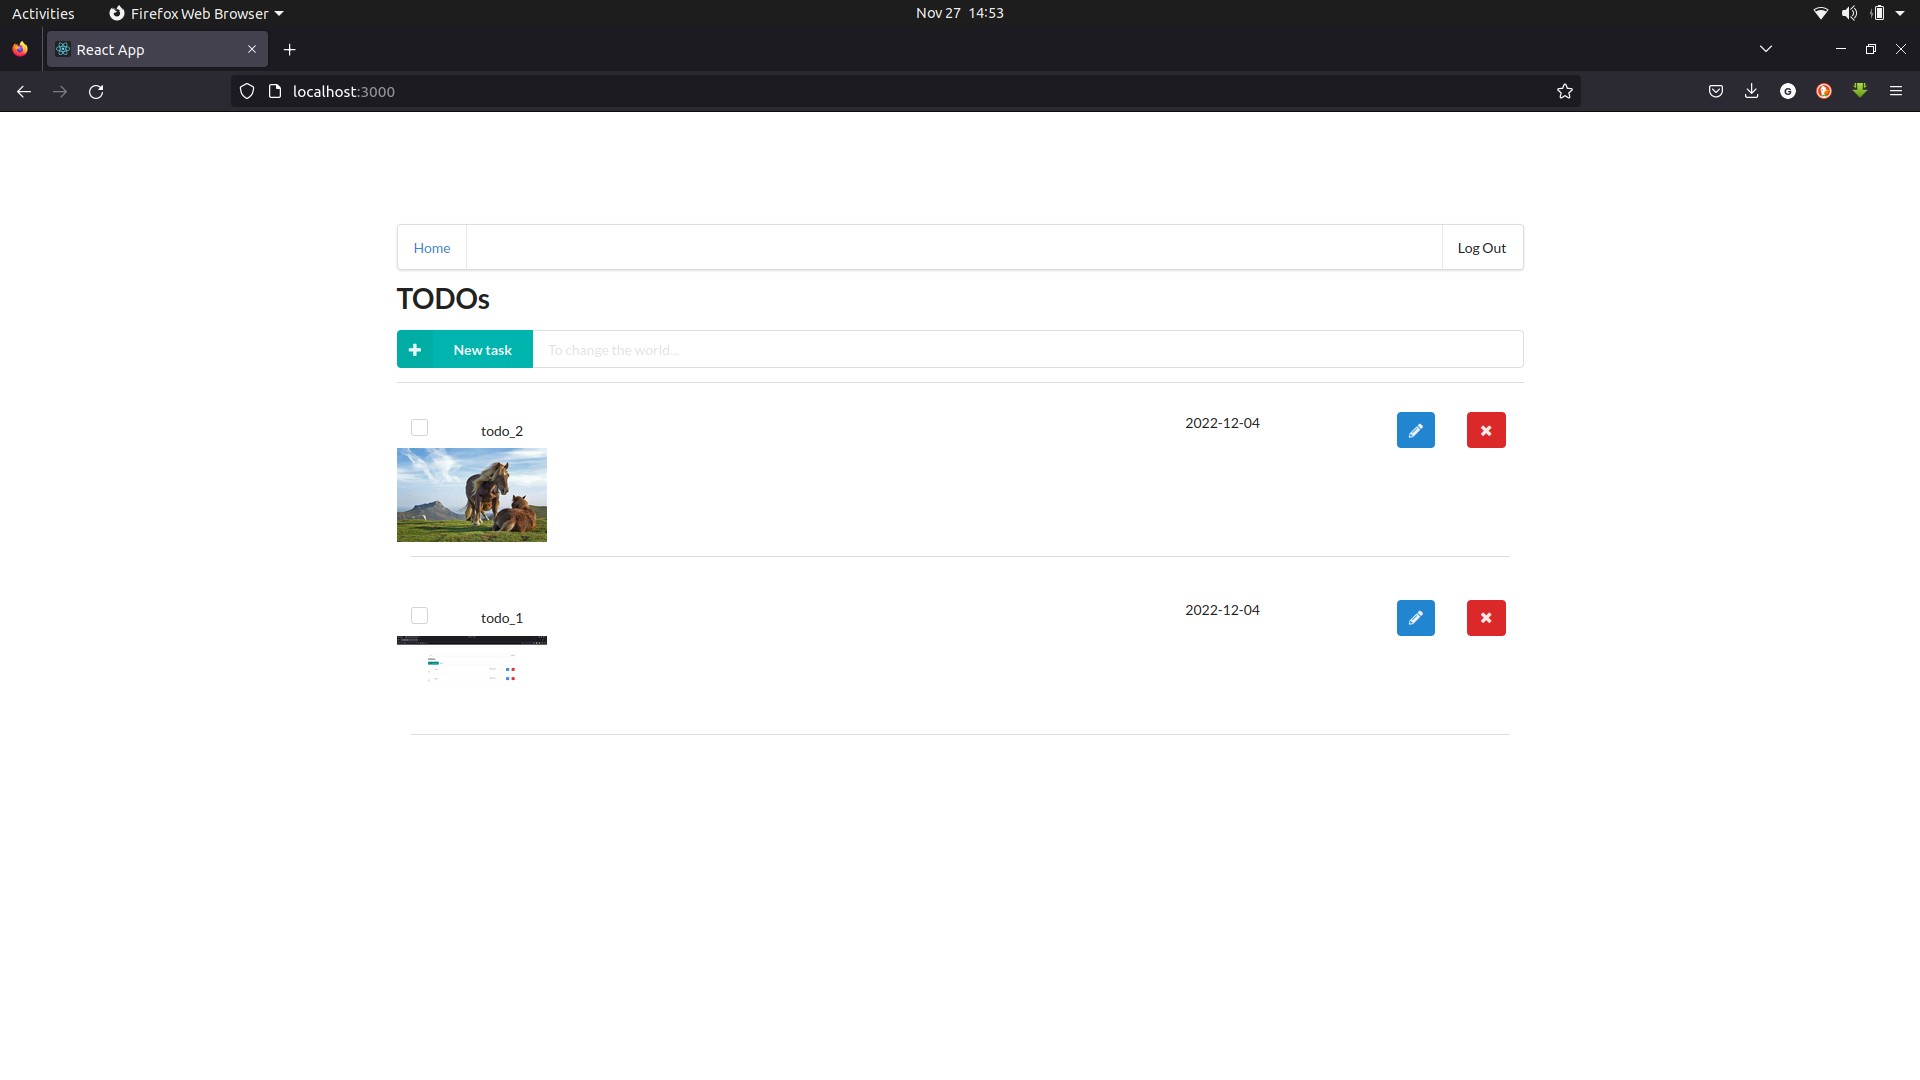 Activities Firefox Web Browser Nov 27 14:53
React App
localhost:3000
Home Log Out
TODOs
New task To change the world...
todo_2 2022-12-04
todo_1 2022-12-04